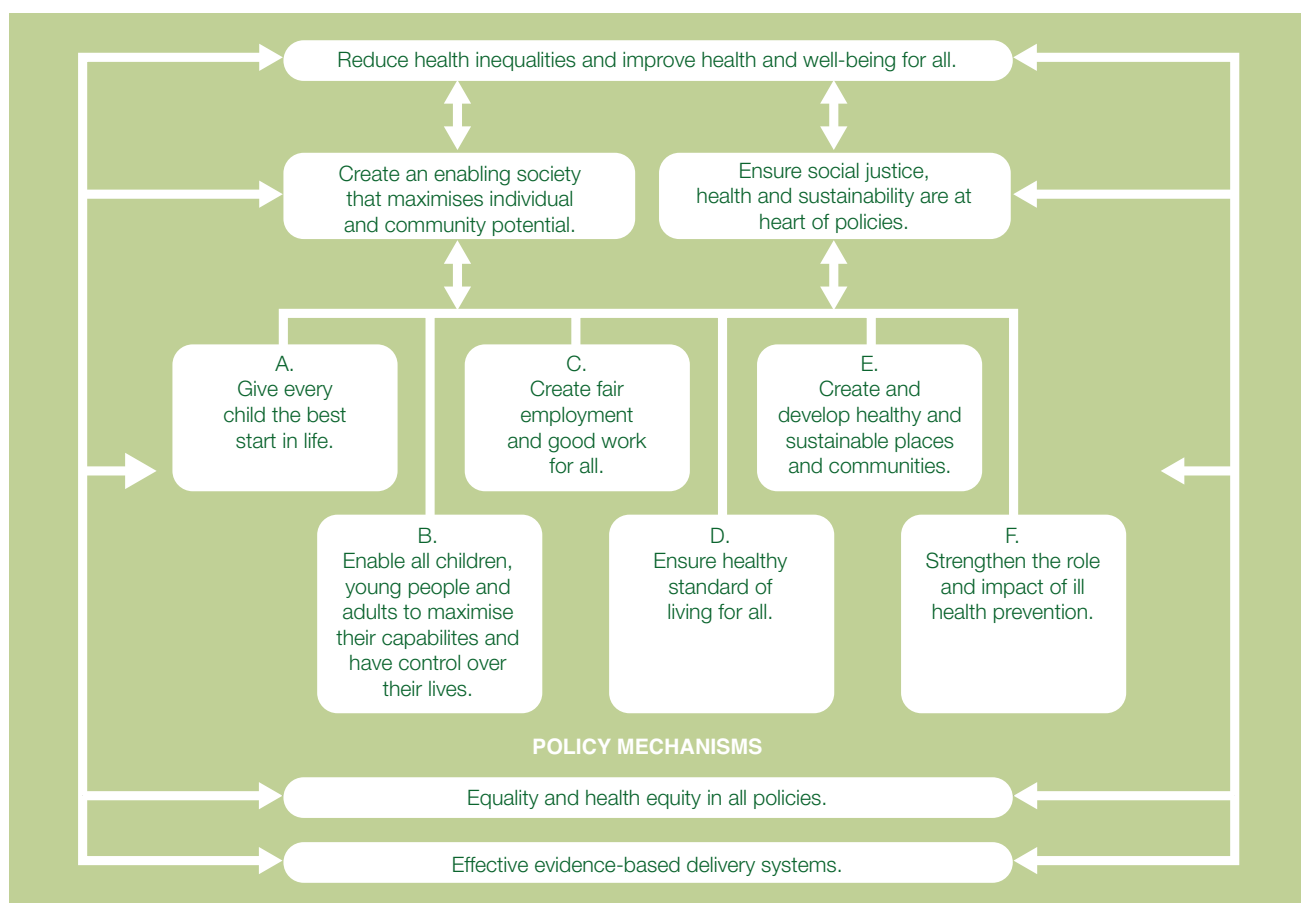 Reduce health inequalities and improve health and well-being for all.
Create an enabling society
that maximises individual
and community potential.
Ensure social justice,
health and sustainability are at
heart of policies.
A.
Give every
child the best
start in life.
C.
Create fair
employment
and good work
for all.
E.
Create and
develop healthy and
sustainable places
and communities.
B.
Enable all children,
young people and
adults to maximise
their capabilites and
have control over
their lives.
D.
Ensure healthy
standard of
living for all.
F.
Strengthen the role
and impact of ill
health prevention.
POLICY MECHANISMS
Equality and health equity in all policies.
Effective evidence-based delivery systems.